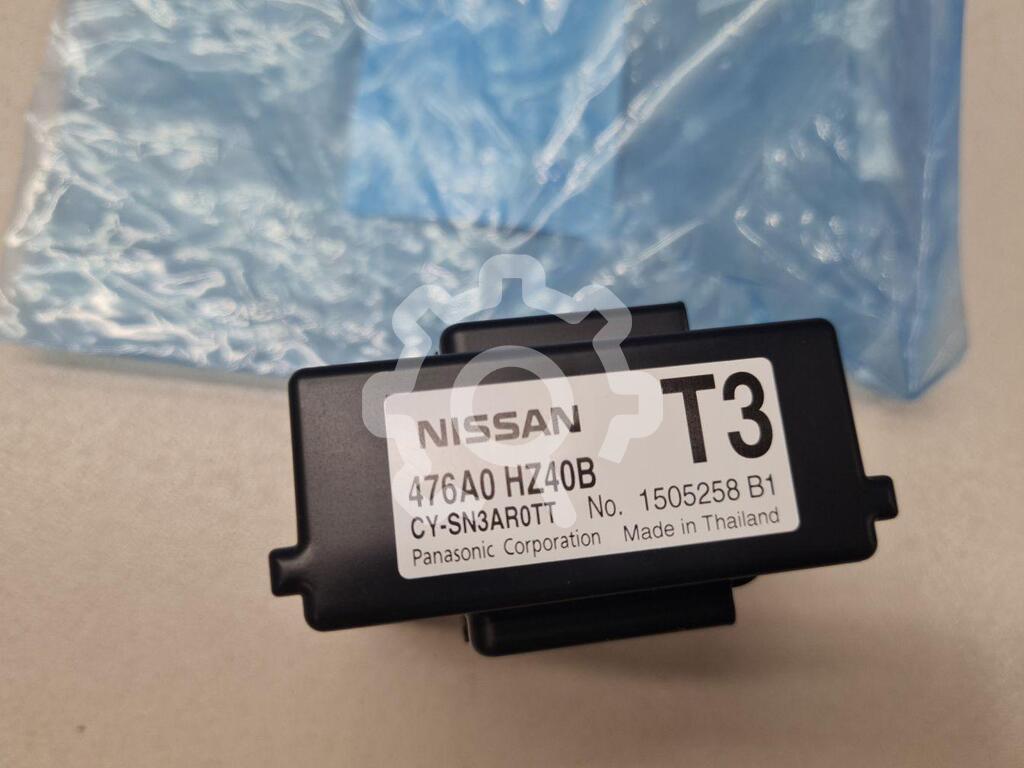 NISSAN
T3
476A0 HZ40B
CY-SN3AR0TT No. 1505258 B1
Panasonic Corporation Made in Thailand